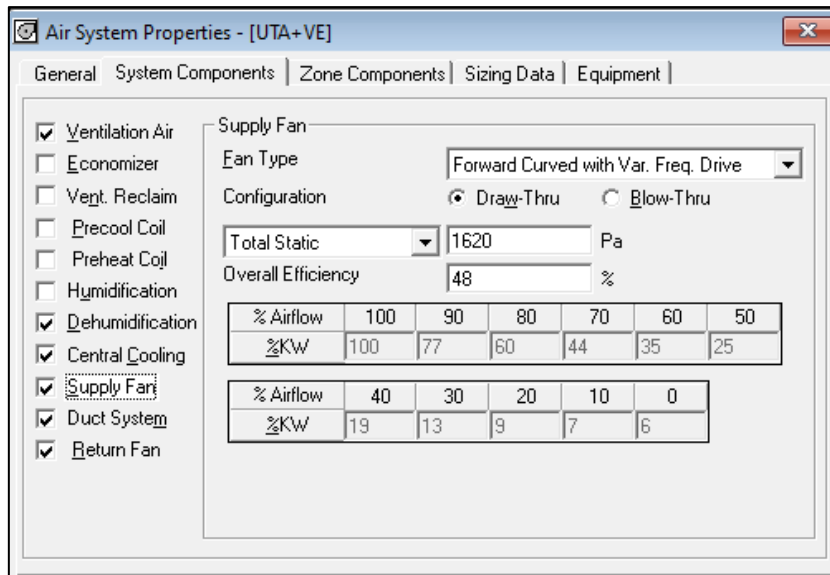 Air System Properties - [UTA+VE]
General System Components Zone Components Sizing Data Equipment
Ventilation Air
Economizer
Vent. Reclaim
Precool Coil
Preheat Coil
Humidification
Dehumidification
Central Cooling
Supply Fan
Duct System
Return Fan
Supply Fan
Fan Type Forward Curved with Var. Freq. Drive
Configuration Draw-Thru Blow-Thru
Total Static 1620 Pa
Overall Efficiency 48 %
% Airflow 100 90 80 70 60 50
%KW 100 77 60 44 35 25
% Airflow 40 30 20 10 0
%KW 19 13 9 7 6